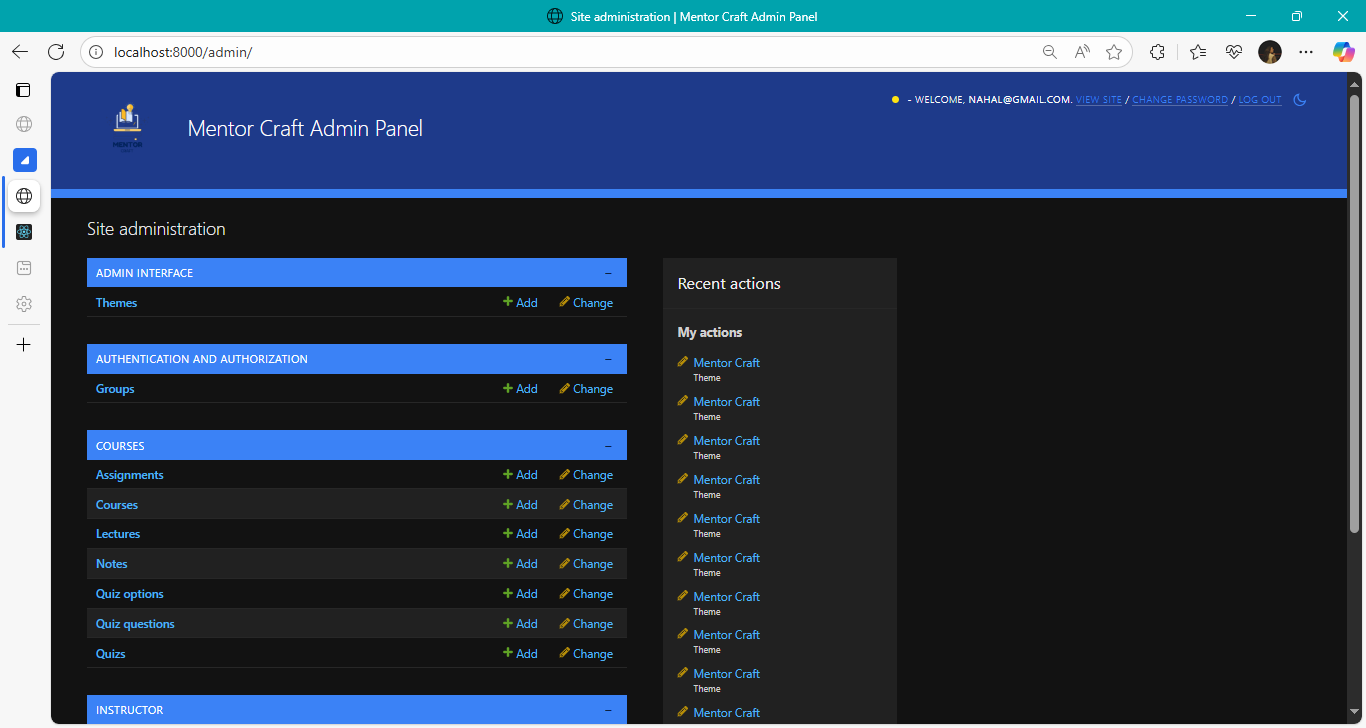 Site administration | Mentor Craft Admin Panel
localhost:8000/admin/
MENTOR
Mentor Craft Admin Panel
- WELCOME, NAHAL@GMAIL.COM. VIEW SITE / CHANGE PASSWORD / LOG OUT
Site administration
ADMIN INTERFACE –
Themes + Add Change
AUTHENTICATION AND AUTHORIZATION –
Groups + Add Change
COURSES –
Assignments + Add Change
Courses + Add Change
Lectures + Add Change
Notes + Add Change
Quiz options + Add Change
Quiz questions + Add Change
Quizs + Add Change
INSTRUCTOR –
Recent actions
My actions
Mentor Craft
Theme
Mentor Craft
Theme
Mentor Craft
Theme
Mentor Craft
Theme
Mentor Craft
Theme
Mentor Craft
Theme
Mentor Craft
Theme
Mentor Craft
Theme
Mentor Craft
Theme
Mentor Craft